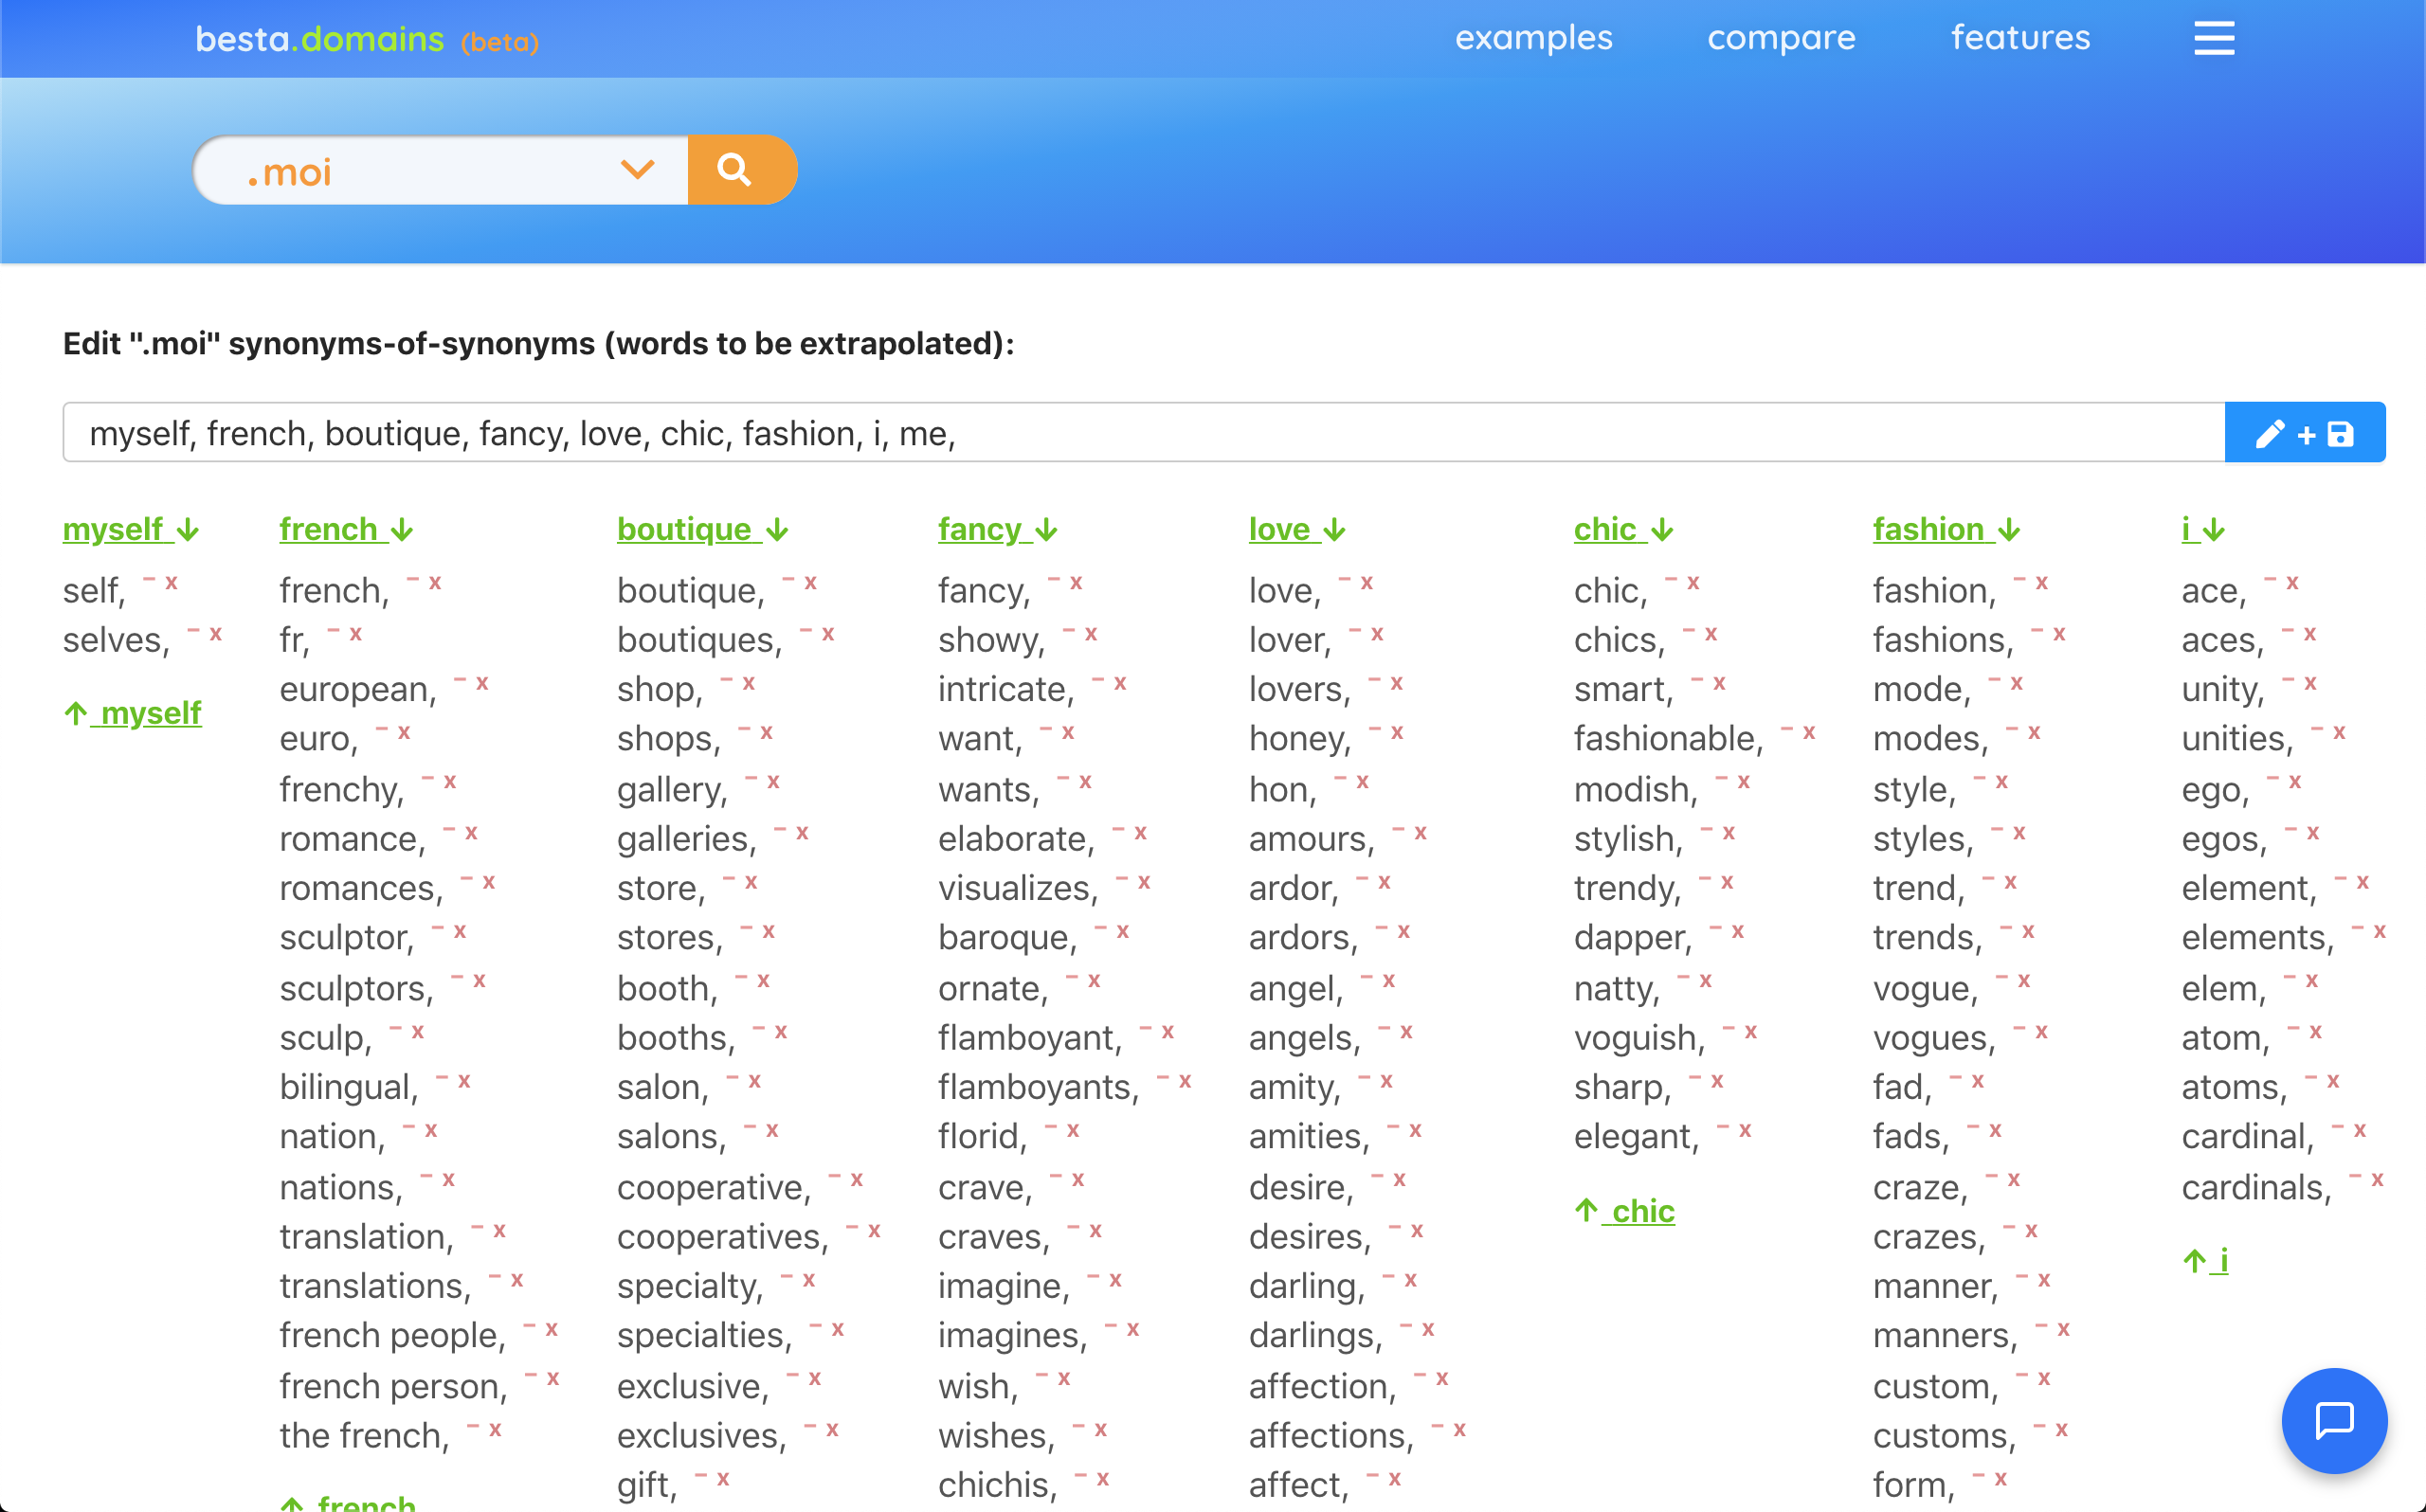 besta.domains (beta)
examples
compare
features
.moi
Edit ".moi" synonyms-of-synonyms (words to be extrapolated):
myself, french, boutique, fancy, love, chic, fashion, i, me,
+
myself ↓
self, − x
selves, − x
↑ myself
french ↓
french, − x
fr, − x
european, − x
euro, − x
frenchy, − x
romance, − x
romances, − x
sculptor, − x
sculptors, − x
sculp, − x
bilingual, − x
nation, − x
nations, − x
translation, − x
translations, − x
french people, − x
french person, − x
the french, − x
↑ french
boutique ↓
boutique, − x
boutiques, − x
shop, − x
shops, − x
gallery, − x
galleries, − x
store, − x
stores, − x
booth, − x
booths, − x
salon, − x
salons, − x
cooperative, − x
cooperatives, − x
specialty, − x
specialties, − x
exclusive, − x
exclusives, − x
gift, − x
fancy ↓
fancy, − x
showy, − x
intricate, − x
want, − x
wants, − x
elaborate, − x
visualizes, − x
baroque, − x
ornate, − x
flamboyant, − x
flamboyants, − x
florid, − x
crave, − x
craves, − x
imagine, − x
imagines, − x
wish, − x
wishes, − x
chichis, − x
love ↓
love, − x
lover, − x
lovers, − x
honey, − x
hon, − x
amours, − x
ardor, − x
ardors, − x
angel, − x
angels, − x
amity, − x
amities, − x
desire, − x
desires, − x
darling, − x
darlings, − x
affection, − x
affections, − x
affect, − x
chic ↓
chic, − x
chics, − x
smart, − x
fashionable, − x
modish, − x
stylish, − x
trendy, − x
dapper, − x
natty, − x
voguish, − x
sharp, − x
elegant, − x
↑ chic
fashion ↓
fashion, − x
fashions, − x
mode, − x
modes, − x
style, − x
styles, − x
trend, − x
trends, − x
vogue, − x
vogues, − x
fad, − x
fads, − x
craze, − x
crazes, − x
manner, − x
manners, − x
custom, − x
customs, − x
form, − x
i ↓
ace, − x
aces, − x
unity, − x
unities, − x
ego, − x
egos, − x
element, − x
elements, − x
elem, − x
atom, − x
atoms, − x
cardinal, − x
cardinals, − x
↑ i